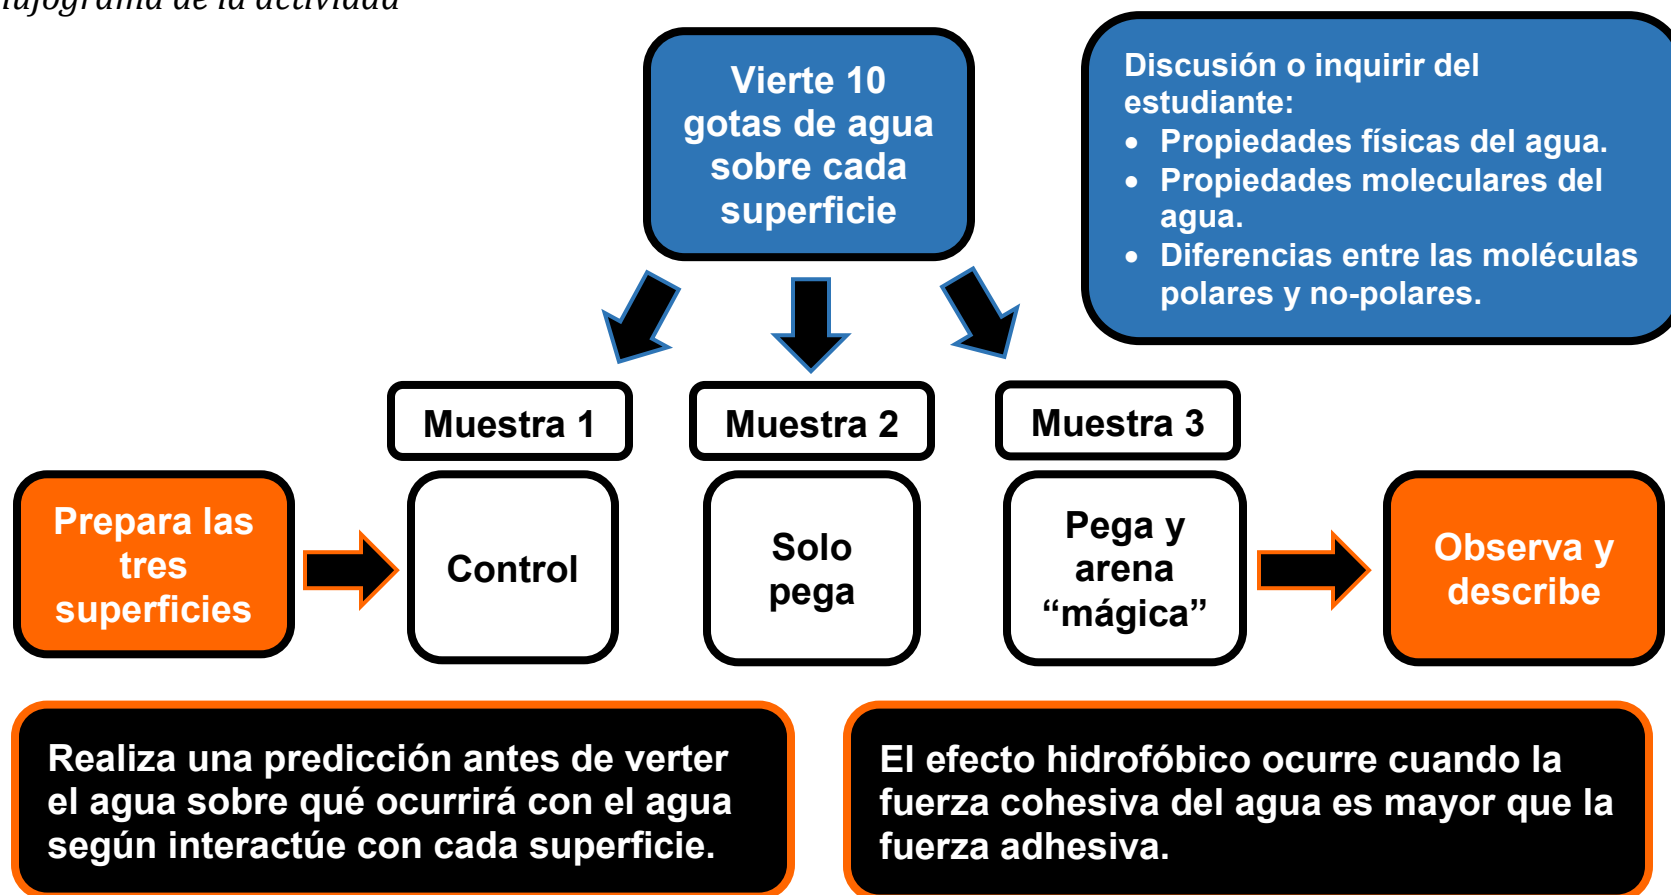 de la actividad
Vierte 10
gotas de agua
sobre cada
superficie
Discusión o inquirir del
estudiante:
• Propiedades físicas del agua.
• Propiedades moleculares del
agua.
• Diferencias entre las moléculas
polares y no-polares.
Muestra 1
Muestra 2
Muestra 3
Prepara las
tres
superficies
Control
Solo
pega
Pega y
arena
“mágica”
Observa y
describe
Realiza una predicción antes de verter
el agua sobre qué ocurrirá con el agua
según interactúe con cada superficie.
El efecto hidrofóbico ocurre cuando la
fuerza cohesiva del agua es mayor que la
fuerza adhesiva.